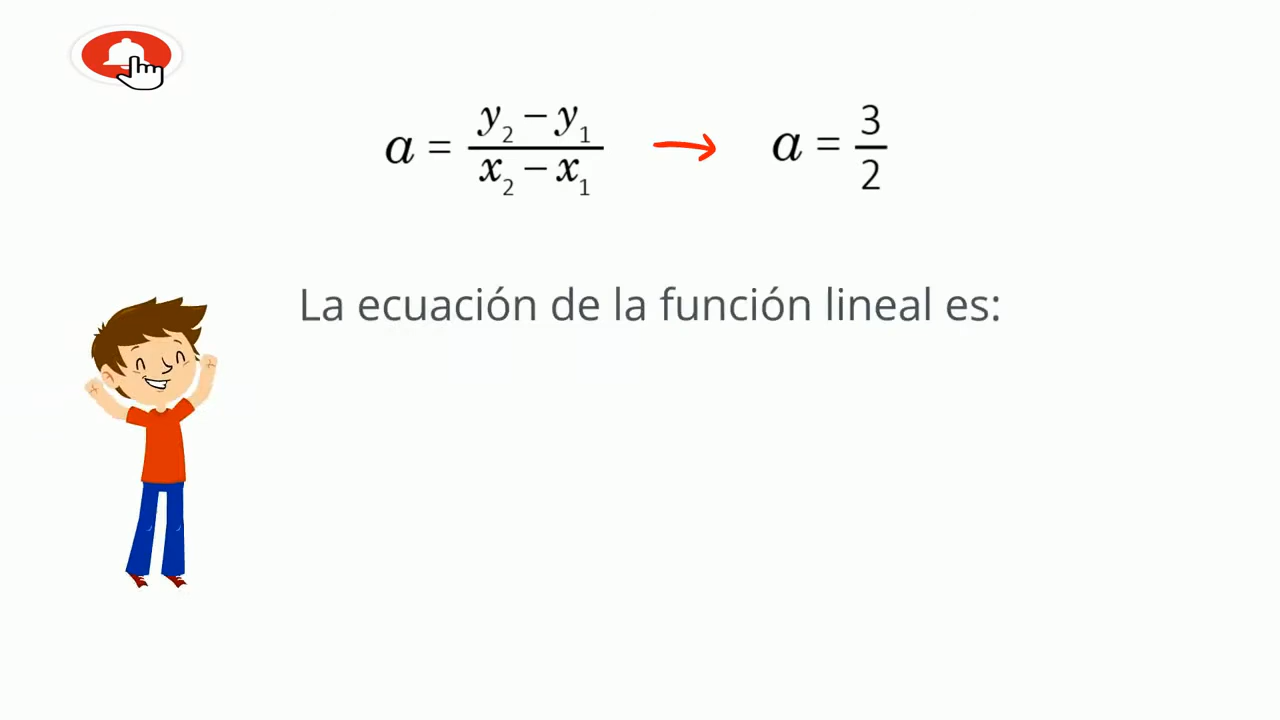 a = (y₂ − y₁)/(x₂ − x₁) → a = 3/2
La ecuación de la función lineal es: